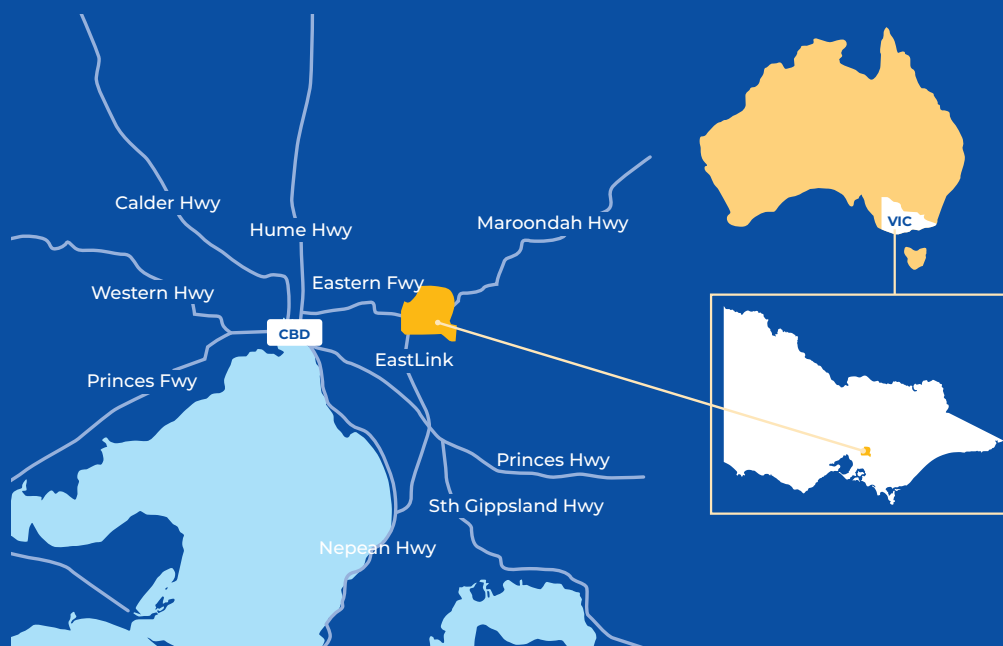 Calder Hwy
Hume Hwy
Maroondah Hwy
VIC
Western Hwy
Eastern Fwy
CBD
EastLink
Princes Fwy
Princes Hwy
Sth Gippsland Hwy
Nepean Hwy